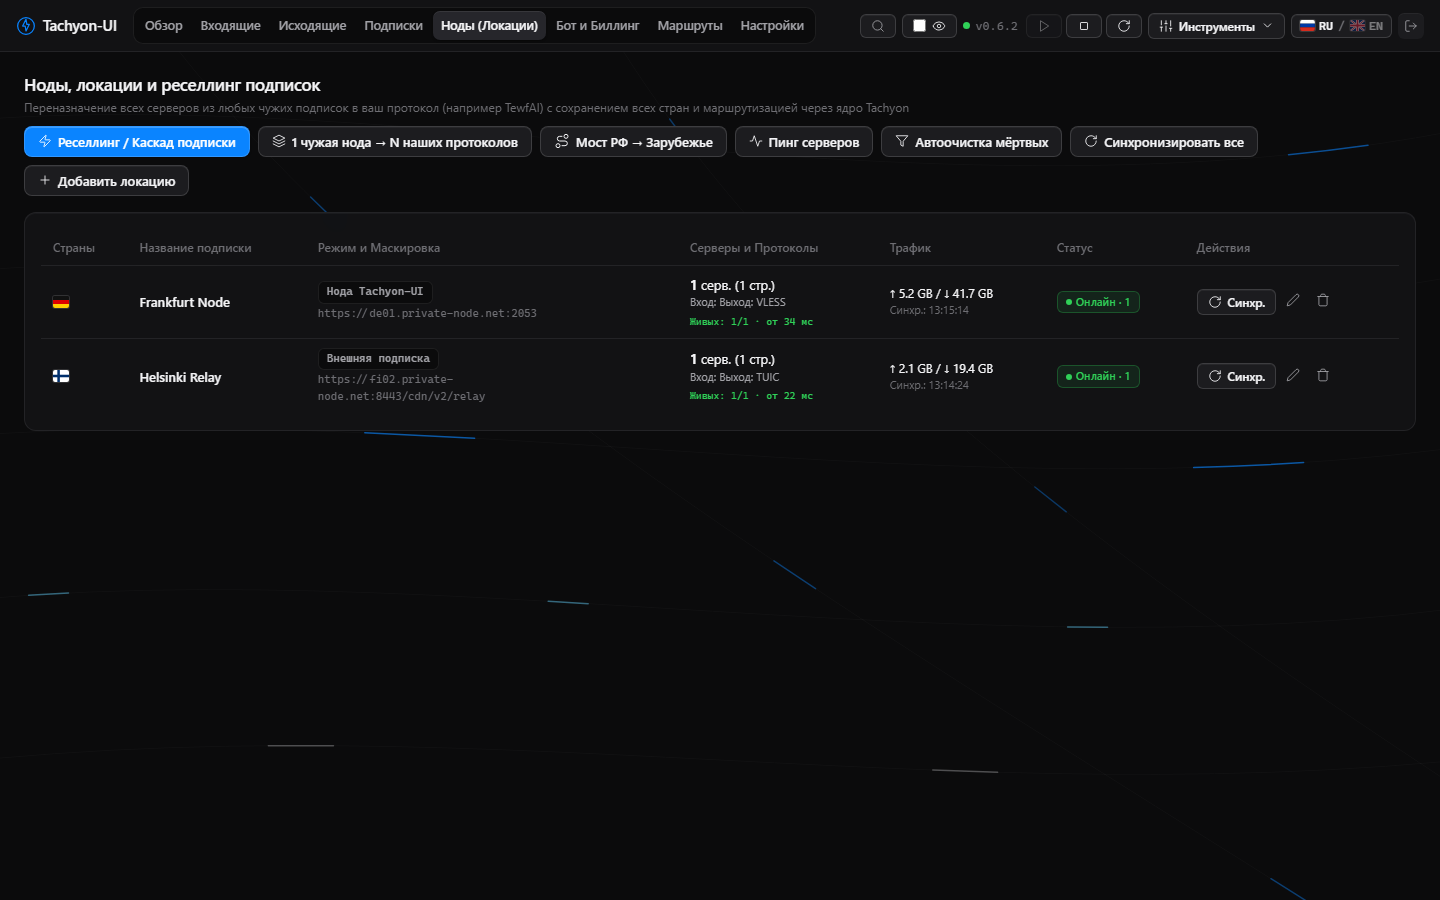 Tachyon-UI
Обзор
Входящие
Исходящие
Подписки
Ноды (Локации)
Бот и Биллинг
Маршруты
Настройки
v0.6.2
Инструменты
RU / EN
Ноды, локации и реселлинг подписок
Переназначение всех серверов из любых чужих подписок в ваш протокол (например TewfAI) с сохранением всех стран и маршрутизацией через ядро Tachyon
Реселлинг / Каскад подписки
1 чужая нода → N наших протоколов
Мост РФ → Зарубежье
Пинг серверов
Автоочистка мёртвых
Синхронизировать все
Добавить локацию
Страны
Название подписки
Режим и Маскировка
Серверы и Протоколы
Трафик
Статус
Действия
Frankfurt Node
Нода Tachyon-UI
https://de01.private-node.net:2053
1 серв. (1 стр.)
Вход: Выход: VLESS
Живых: 1/1 · от 34 мс
↑ 5.2 GB / ↓ 41.7 GB
Синхр.: 13:15:14
Онлайн · 1
Синхр.
Helsinki Relay
Внешняя подписка
https://fi02.private-
node.net:8443/cdn/v2/relay
1 серв. (1 стр.)
Вход: Выход: TUIC
Живых: 1/1 · от 22 мс
↑ 2.1 GB / ↓ 19.4 GB
Синхр.: 13:14:24
Онлайн · 1
Синхр.